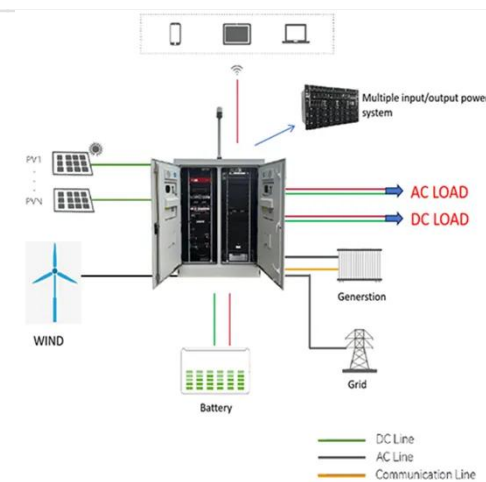 Multiple input/output powe
system
PV1
PVN
AC LOAD
DC LOAD
Generstion
WIND
Grid
Battery
DC Line
AC Line
Communication Line